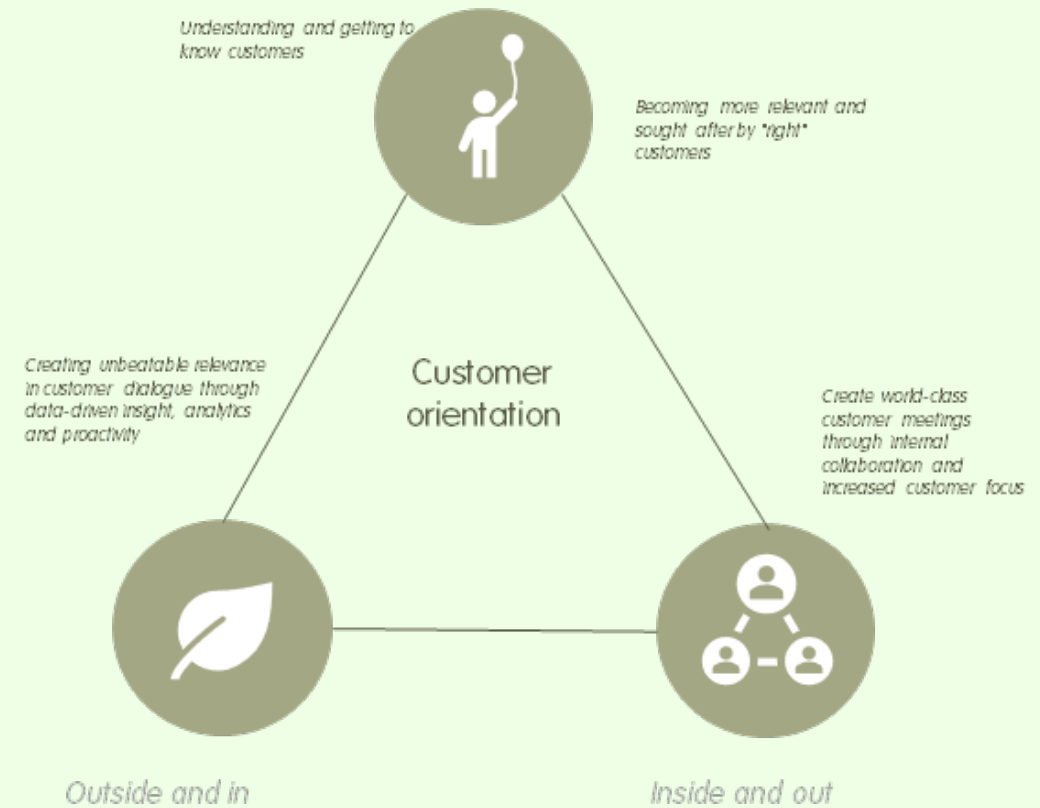 Understanding and getting to
know customers
Becoming more relevant and
sought after by "right"
customers
Creating unbeatable relevance
in customer dialogue through
data-driven insight, analytics
and proactivity
Customer
orientation
Create world-class
customer meetings
through internal
collaboration and
increased customer focus
Outside and in
Inside and out